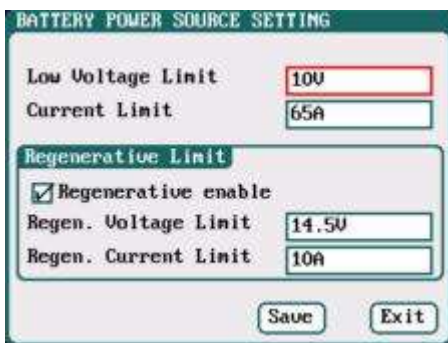 BATTERY POWER SOURCE SETTING
Low Voltage Limit 10V
Current Limit 65A
Regenerative Limit
Regenerative enable
Regen. Voltage Limit 14.5V
Regen. Current Limit 10A
Save Exit